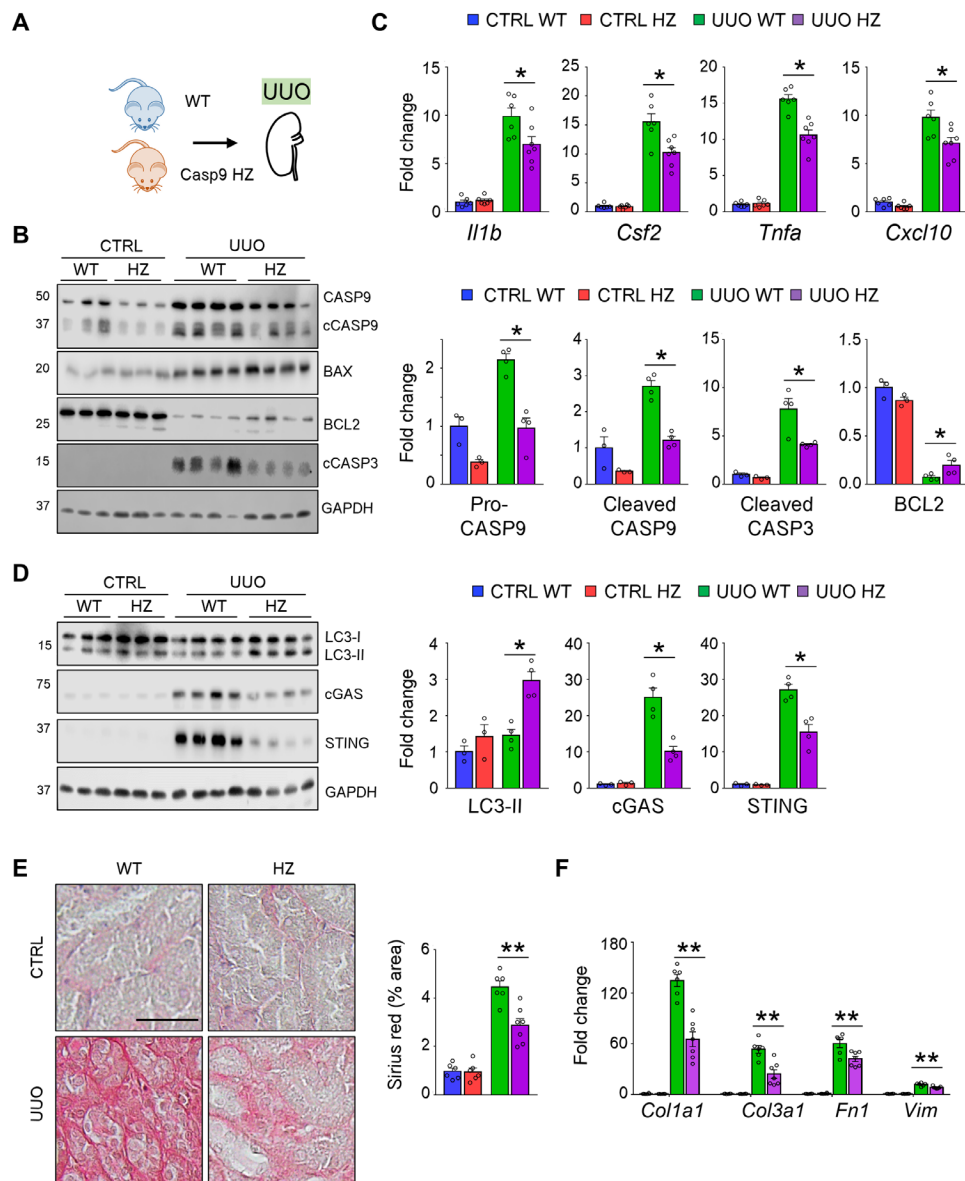 A
WT
Casp9 HZ
UUO
B
CTRL UUO
WT HZ WT HZ
50 CASP9
37 cCASP9
20 BAX
25 BCL2
15 cCASP3
37 GAPDH
C
CTRL WT CTRL HZ UUO WT UUO HZ
Fold change
15
10
5
0
*
Il1b
25
20
15
10
5
0
*
Csf2
20
15
10
5
0
*
Tnfa
15
10
5
0
*
Cxcl10
CTRL WT CTRL HZ UUO WT UUO HZ
Fold change
2
1
0
*
Pro-
CASP9
4
3
2
1
0
*
Cleaved
CASP9
15
10
5
0
*
Cleaved
CASP3
1.5
1.0
0.5
0.0
*
BCL2
D
CTRL UUO
WT HZ WT HZ
15 LC3-I
LC3-II
75 cGAS
37 STING
37 GAPDH
CTRL WT CTRL HZ UUO WT UUO HZ
Fold change
4
3
2
1
0
*
LC3-II
40
30
20
10
0
*
cGAS
40
30
20
10
0
*
STING
E
WT HZ
CTRL
UUO
Sirius red (% area)
6
4
2
0
**
F
Fold change
180
120
60
0
**
**
**
**
Col1a1 Col3a1 Fn1 Vim